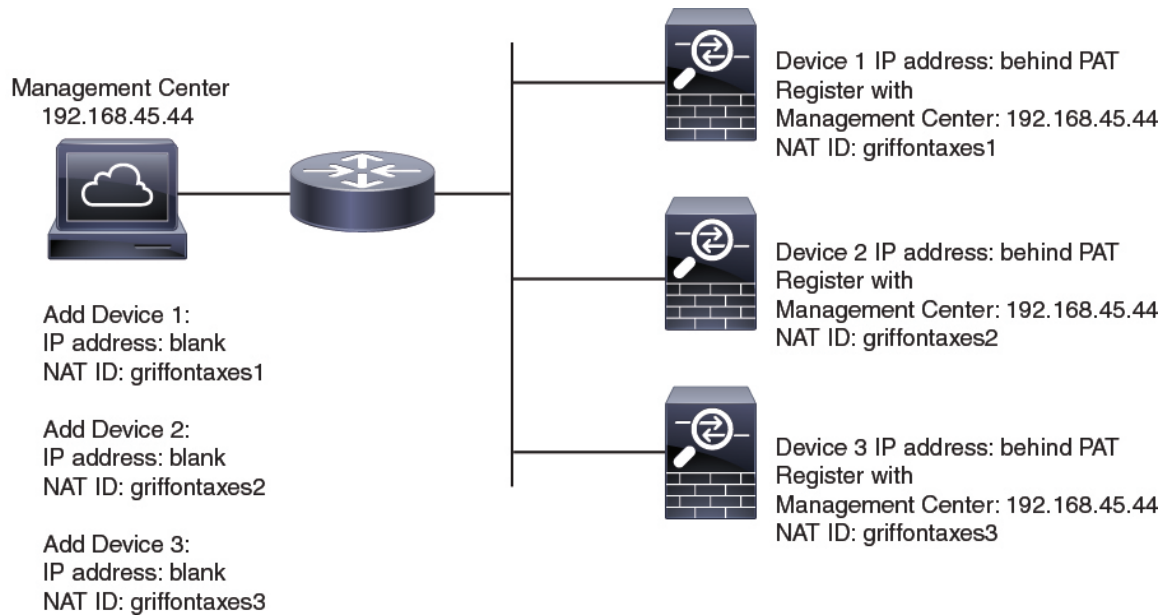 Management Center
192.168.45.44
Add Device 1:
IP address: blank
NAT ID: griffontaxes1
Add Device 2:
IP address: blank
NAT ID: griffontaxes2
Add Device 3:
IP address: blank
NAT ID: griffontaxes3
Device 1 IP address: behind PAT
Register with
Management Center: 192.168.45.44
NAT ID: griffontaxes1
Device 2 IP address: behind PAT
Register with
Management Center: 192.168.45.44
NAT ID: griffontaxes2
Device 3 IP address: behind PAT
Register with
Management Center: 192.168.45.44
NAT ID: griffontaxes3